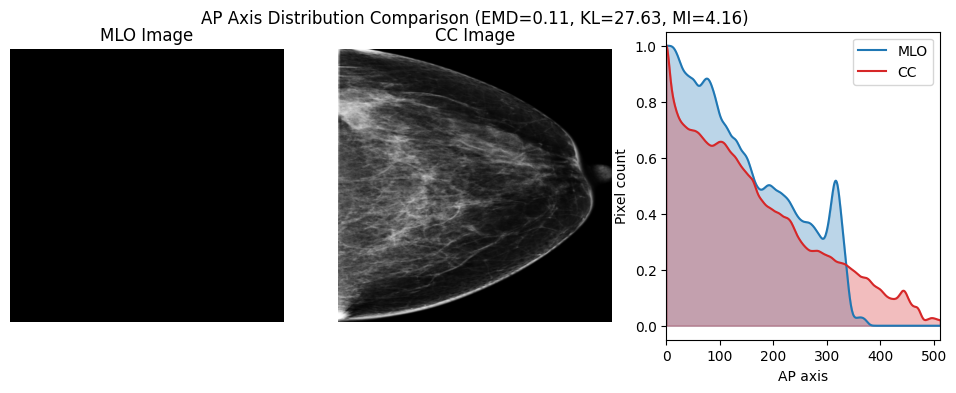 AP Axis Distribution Comparison (EMD=0.11, KL=27.63, MI=4.16)
MLO Image
CC Image
MLO
CC
1.0
0.8
0.6
0.4
0.2
0.0
Pixel count
0 100 200 300 400 500
AP axis